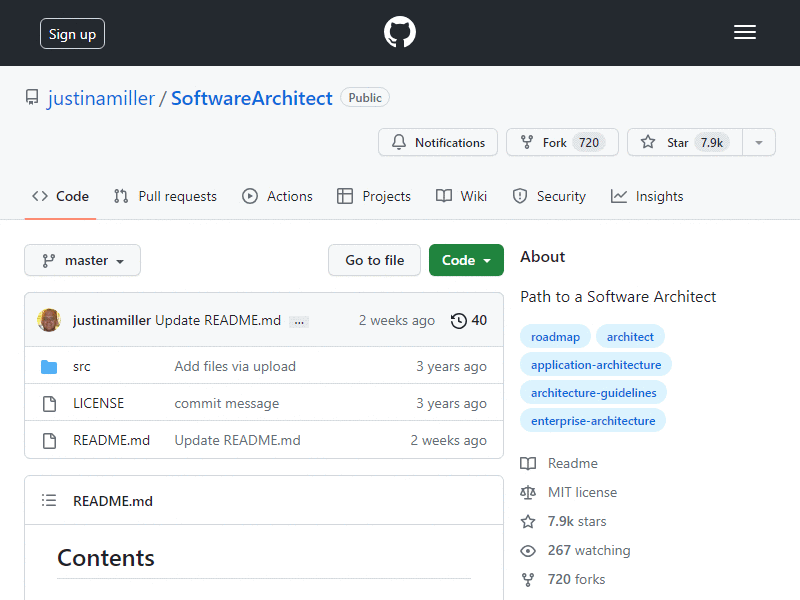 Sign up
justinamiller / SoftwareArchitect Public
Notifications Fork 720 Star 7.9k
Code Pull requests Actions Projects Wiki Security Insights
master Go to file Code
justinamiller Update README.md ... 2 weeks ago 40
src Add files via upload 3 years ago
LICENSE commit message 3 years ago
README.md Update README.md 2 weeks ago
README.md
Contents
About
Path to a Software Architect
roadmap architect
application-architecture
architecture-guidelines
enterprise-architecture
Readme
MIT license
7.9k stars
267 watching
720 forks